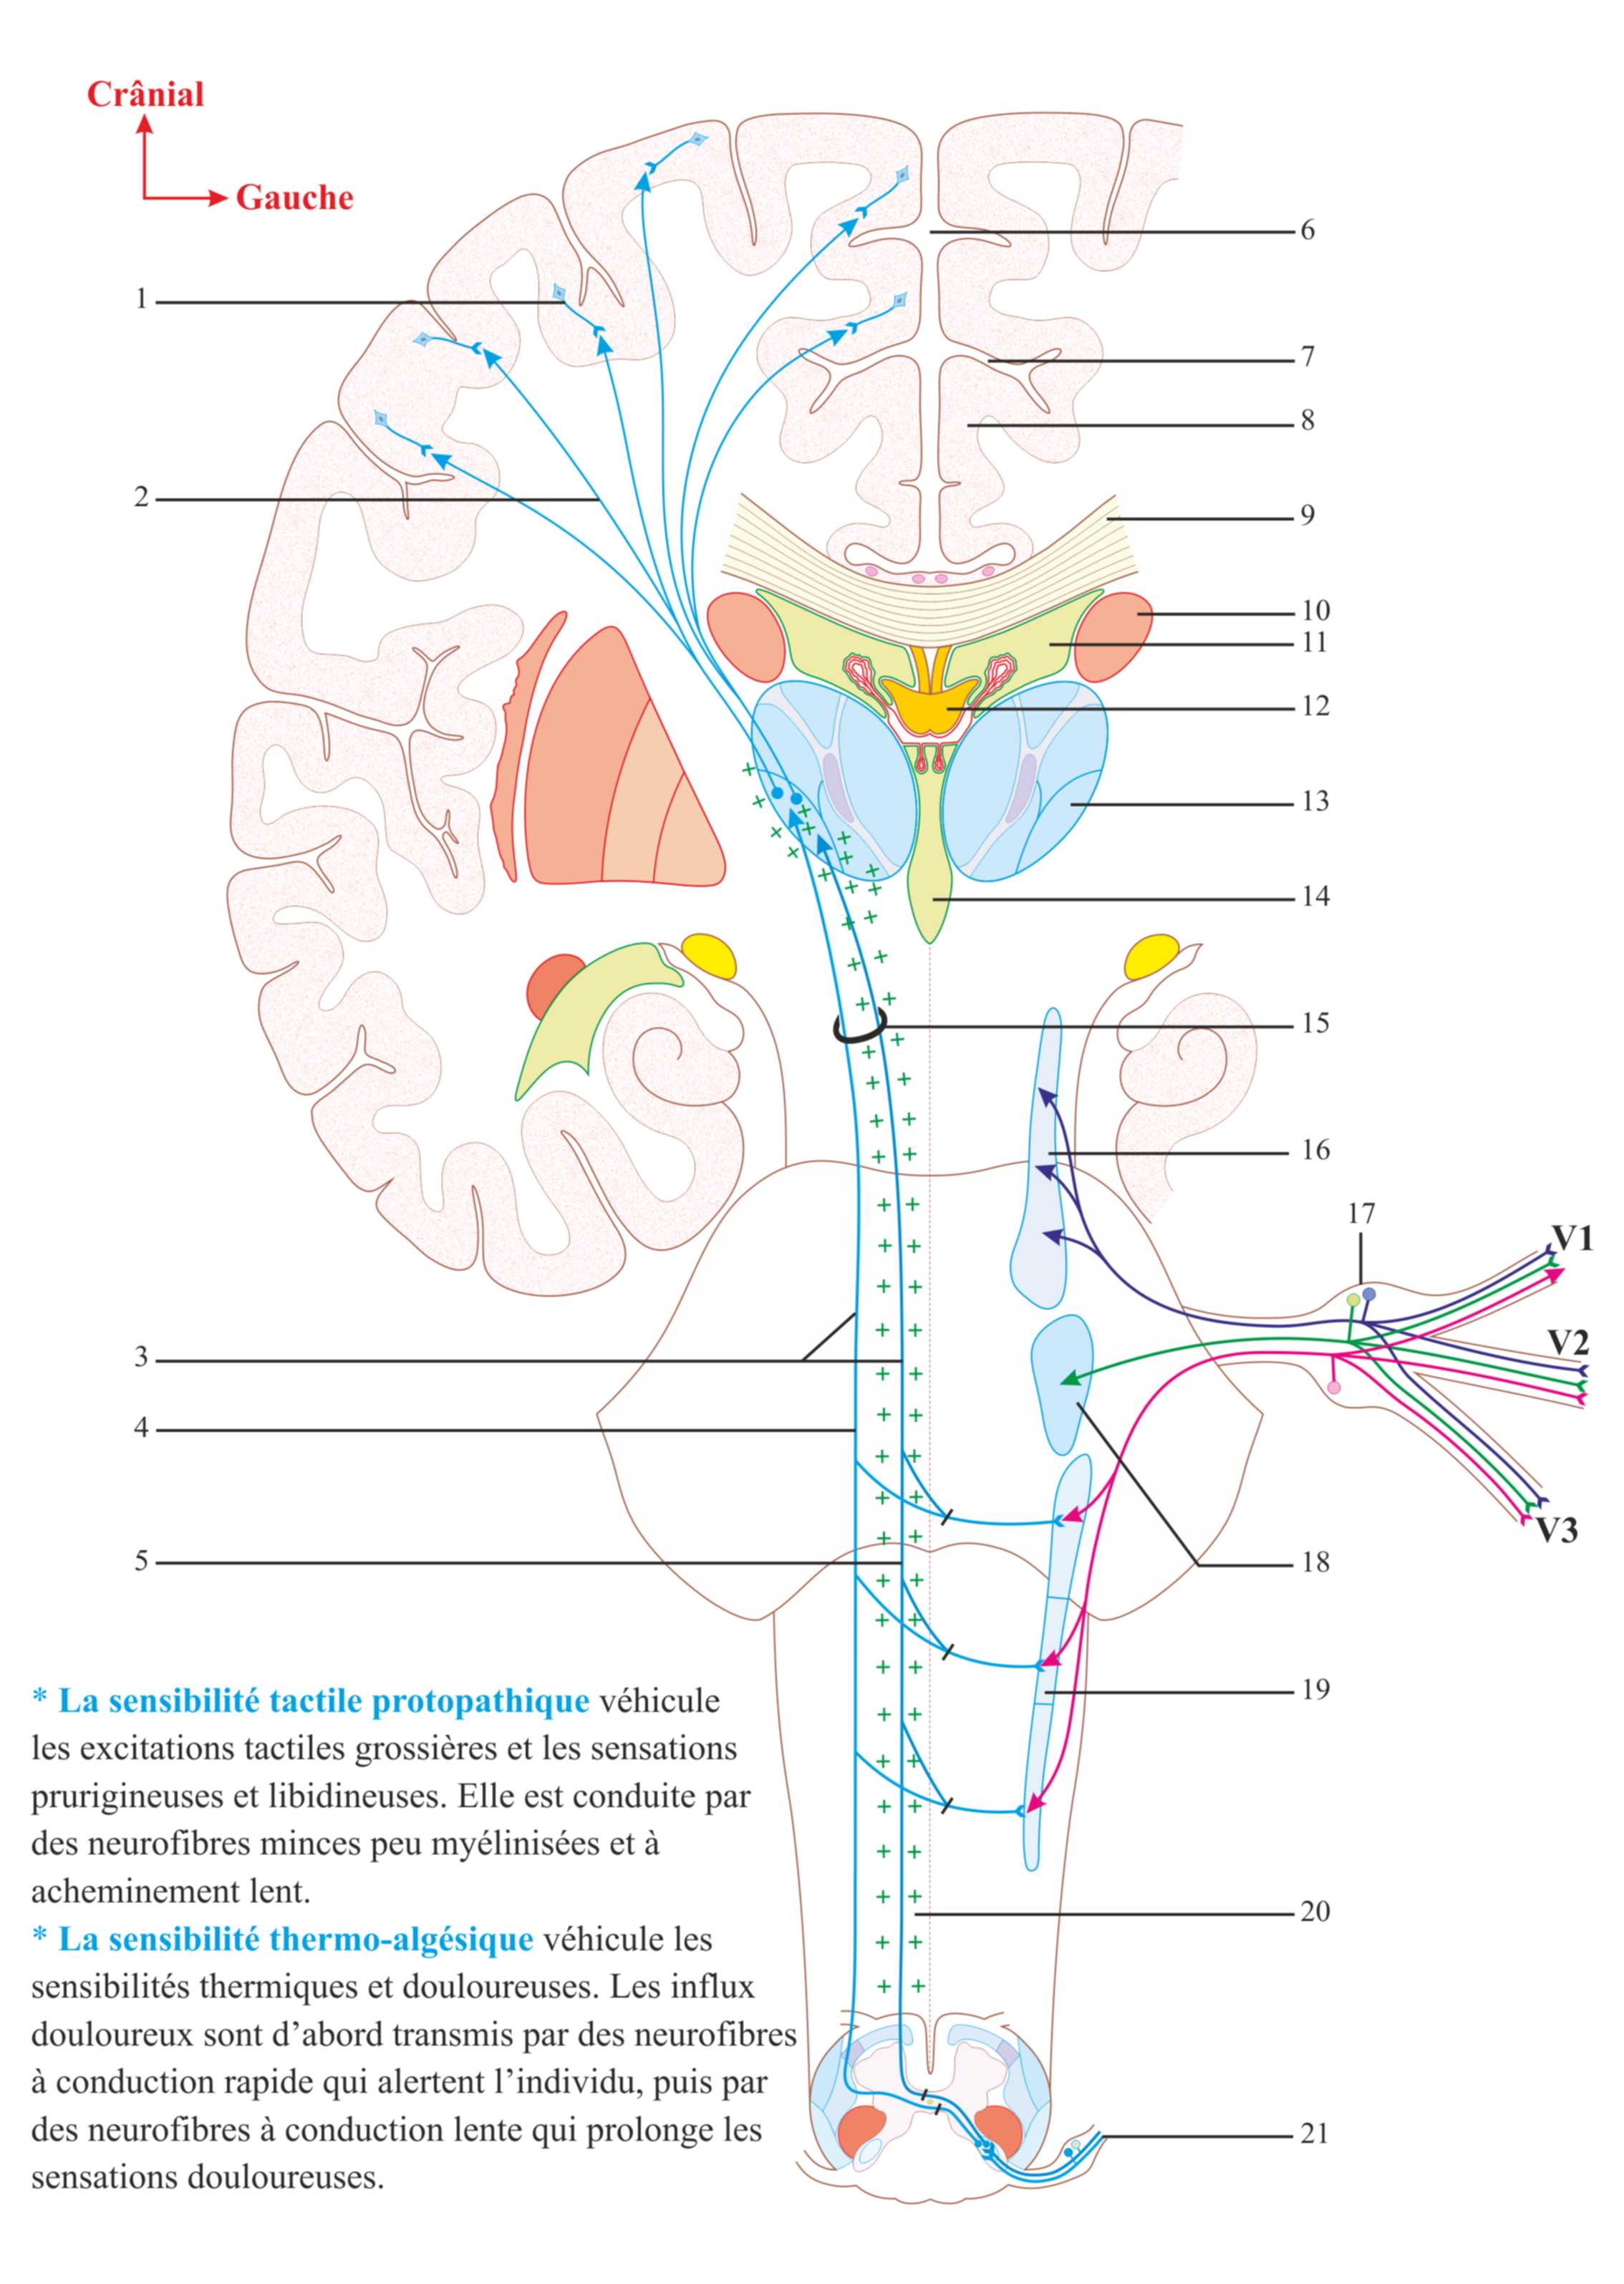 Crânial
Gauche
1
2
3
4
5
6
7
8
9
10
11
12
13
14
15
16
17
V1
V2
V3
18
19
20
21
* La sensibilité tactile protopathique véhicule
les excitations tactiles grossières et les sensations
prurigineuses et libidineuses. Elle est conduite par
des neurofibres minces peu myélinisées et à
acheminement lent.
* La sensibilité thermo-algésique véhicule les
sensibilités thermiques et douloureuses. Les influx
douloureux sont d’abord transmis par des neurofibres
à conduction rapide qui alertent l’individu, puis par
des neurofibres à conduction lente qui prolonge les
sensations douloureuses.